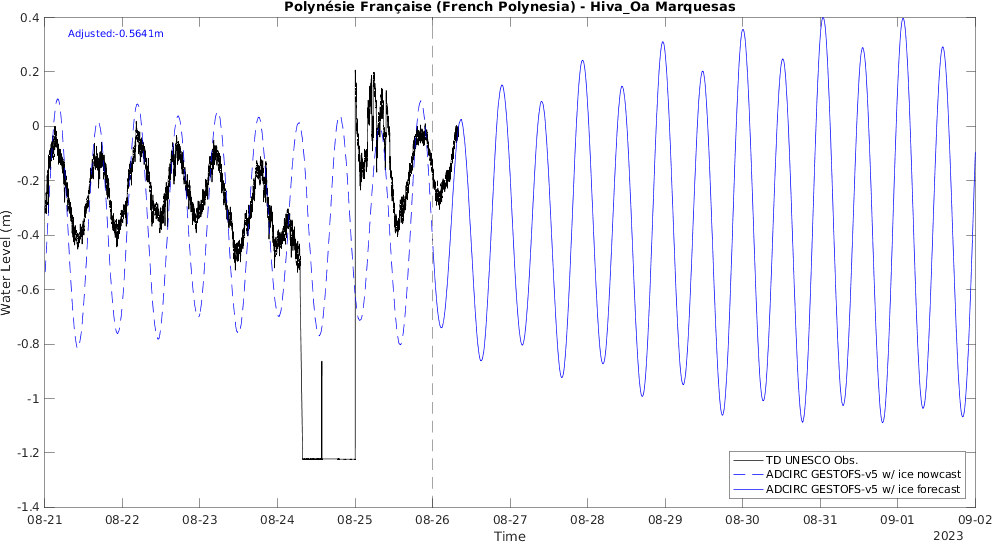 Polynésie Française (French Polynesia) - Hiva_Oa Marquesas
Adjusted:-0.5641m
Water Level (m)
0.4
0.2
0
-0.2
-0.4
-0.6
-0.8
-1
-1.2
-1.4
TD UNESCO Obs.
ADCIRC GESTOFS-v5 w/ ice nowcast
ADCIRC GESTOFS-v5 w/ ice forecast
08-21 08-22 08-23 08-24 08-25 08-26 08-27 08-28 08-29 08-30 08-31 09-01 09-02
Time
2023